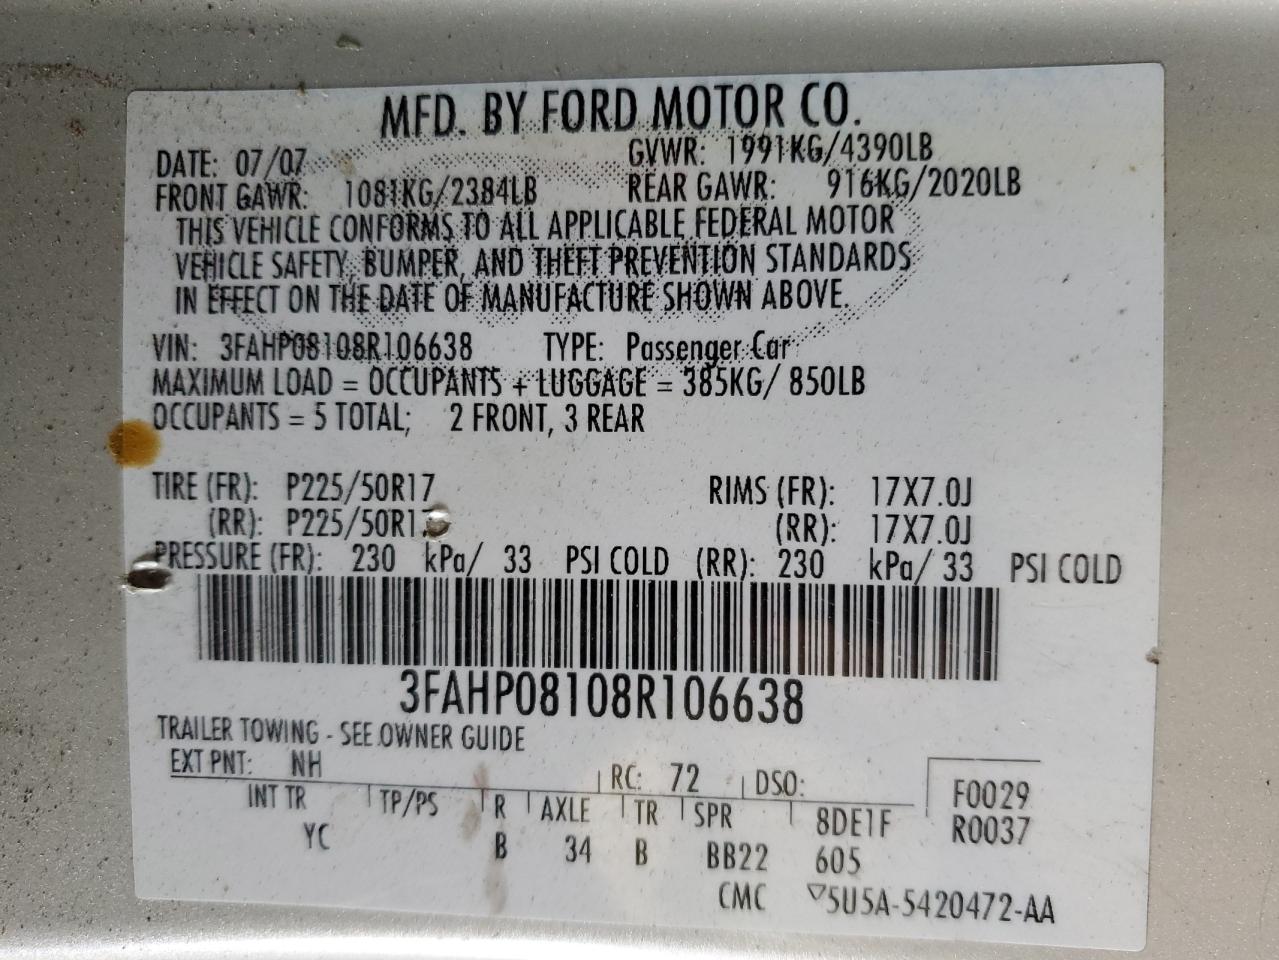 MFD. BY FORD MOTOR CO.
DATE: 07/07 GVWR: 1991KG/4390LB
FRONT GAWR: 1081KG/2384LB REAR GAWR: 916KG/2020LB
THIS VEHICLE CONFORMS TO ALL APPLICABLE FEDERAL MOTOR
VEHICLE SAFETY, BUMPER, AND THEFT PREVENTION STANDARDS
IN EFFECT ON THE DATE OF MANUFACTURE SHOWN ABOVE.
VIN: 3FAHP08108R106638 TYPE: Passenger Car
MAXIMUM LOAD = OCCUPANTS + LUGGAGE = 385KG/ 850LB
OCCUPANTS = 5 TOTAL; 2 FRONT, 3 REAR
TIRE (FR): P225/50R17 RIMS (FR): 17X7.0J
(RR): P225/50R17 (RR): 17X7.0J
PRESSURE (FR): 230 kPa/ 33 PSI COLD (RR): 230 kPa/ 33 PSI COLD
3FAHP08108R106638
TRAILER TOWING - SEE OWNER GUIDE
EXT PNT: NH RC: 72 DSO: F0029
INT TR TP/PS R AXLE TR SPR 8DE1F R0037
YC B 34 B BB22 605
CMC ▽5U5A-5420472-AA